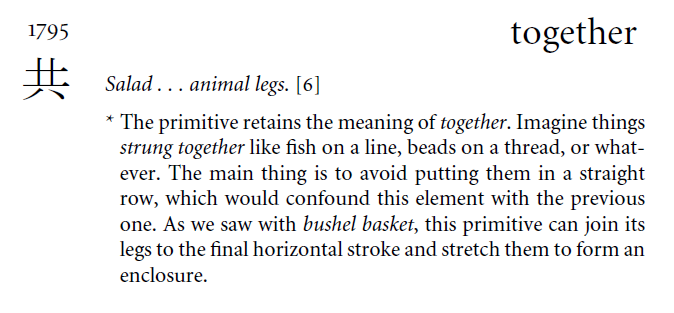 1795
together
共
Salad . . . animal legs. [6]
* The primitive retains the meaning of together. Imagine things
strung together like fish on a line, beads on a thread, or what-
ever. The main thing is to avoid putting them in a straight
row, which would confound this element with the previous
one. As we saw with bushel basket, this primitive can join its
legs to the final horizontal stroke and stretch them to form an
enclosure.